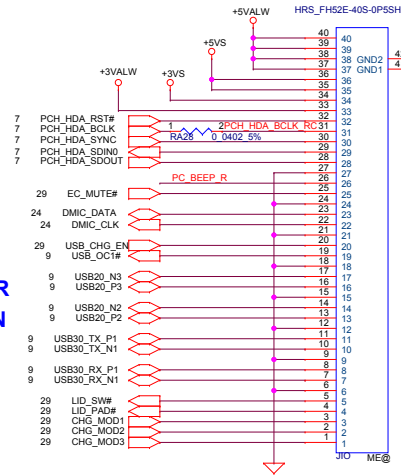 +5VALW HRS_FH52E-40S-0P5SH
+5VS
+3VALW +3VS
40 40
39 39
38 38 GND2
37 37 GND1
36 36
35 35
34 34
33 33
7 PCH_HDA_RST# 32 32
7 PCH_HDA_BCLK 1 2 PCH_HDA_BCLK_RC 31 31
RA28 0_0402_5%
7 PCH_HDA_SYNC 30 30
7 PCH_HDA_SDIN0 29 29
7 PCH_HDA_SDOUT 28 28
27 27
PC_BEEP_R 26 26
29 EC_MUTE# 25 25
24 24
24 DMIC_DATA 23 23
24 DMIC_CLK 22 22
21 21
29 USB_CHG_EN 20 20
9 USB_OC1# 19 19
18 18
9 USB20_N3 17 17
9 USB20_P3 16 16
15 15
9 USB20_N2 14 14
9 USB20_P2 13 13
12 12
9 USB30_TX_P1 11 11
9 USB30_TX_N1 10 10
9 9
9 USB30_RX_P1 8 8
9 USB30_RX_N1 7 7
6 6
29 LID_SW# 5 5
29 LID_PAD# 4 4
29 CHG_MOD1 3 3
29 CHG_MOD2 2 2
29 CHG_MOD3 1 1
JIO ME@
R
N